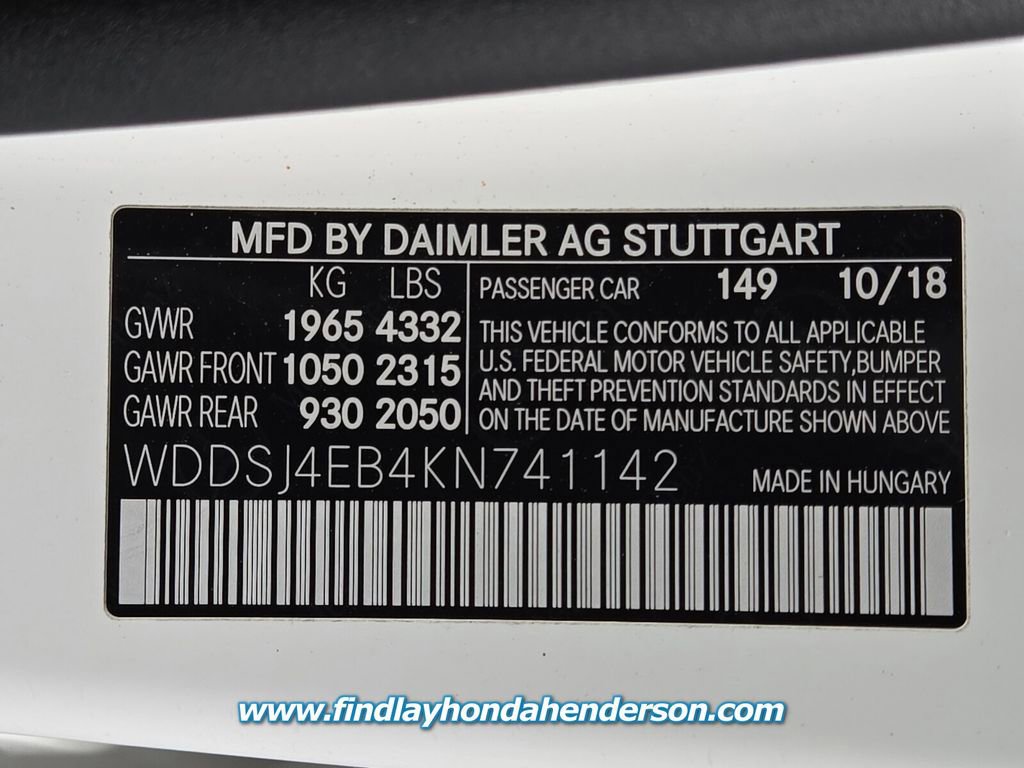 MFD BY DAIMLER AG STUTTGART
KG LBS
GVWR 1965 4332
GAWR FRONT 1050 2315
GAWR REAR 930 2050
PASSENGER CAR 149 10/18
THIS VEHICLE CONFORMS TO ALL APPLICABLE
U.S. FEDERAL MOTOR VEHICLE SAFETY, BUMPER
AND THEFT PREVENTION STANDARDS IN EFFECT
ON THE DATE OF MANUFACTURE SHOWN ABOVE
WDDSJ4EB4KN741142 MADE IN HUNGARY
www.findlayhondahenderson.com